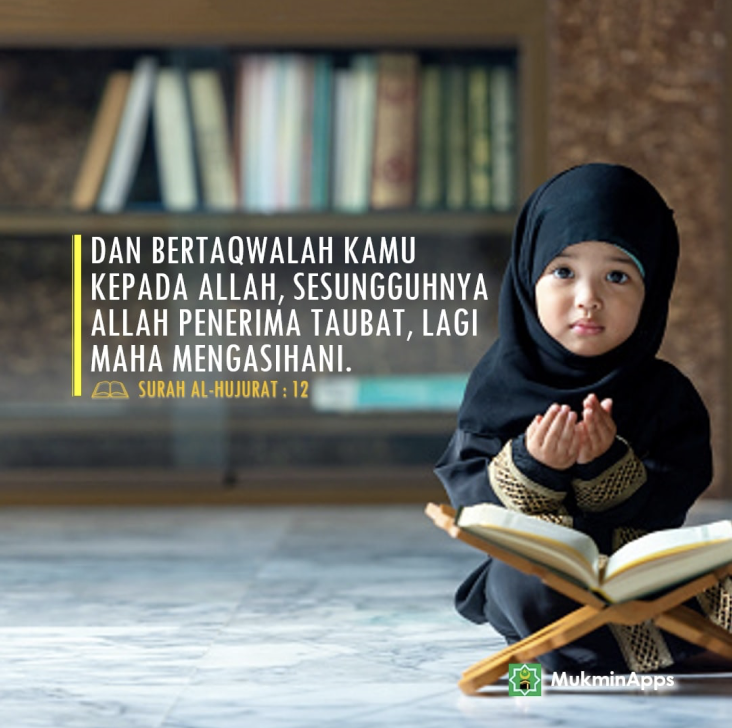 DAN BERTAQWALAH KAMU
KEPADA ALLAH, SESUNGGUHNYA
ALLAH PENERIMA TAUBAT, LAGI
MAHA MENGASIHANI.
SURAH AL-HUJURAT : 12
MukminApps